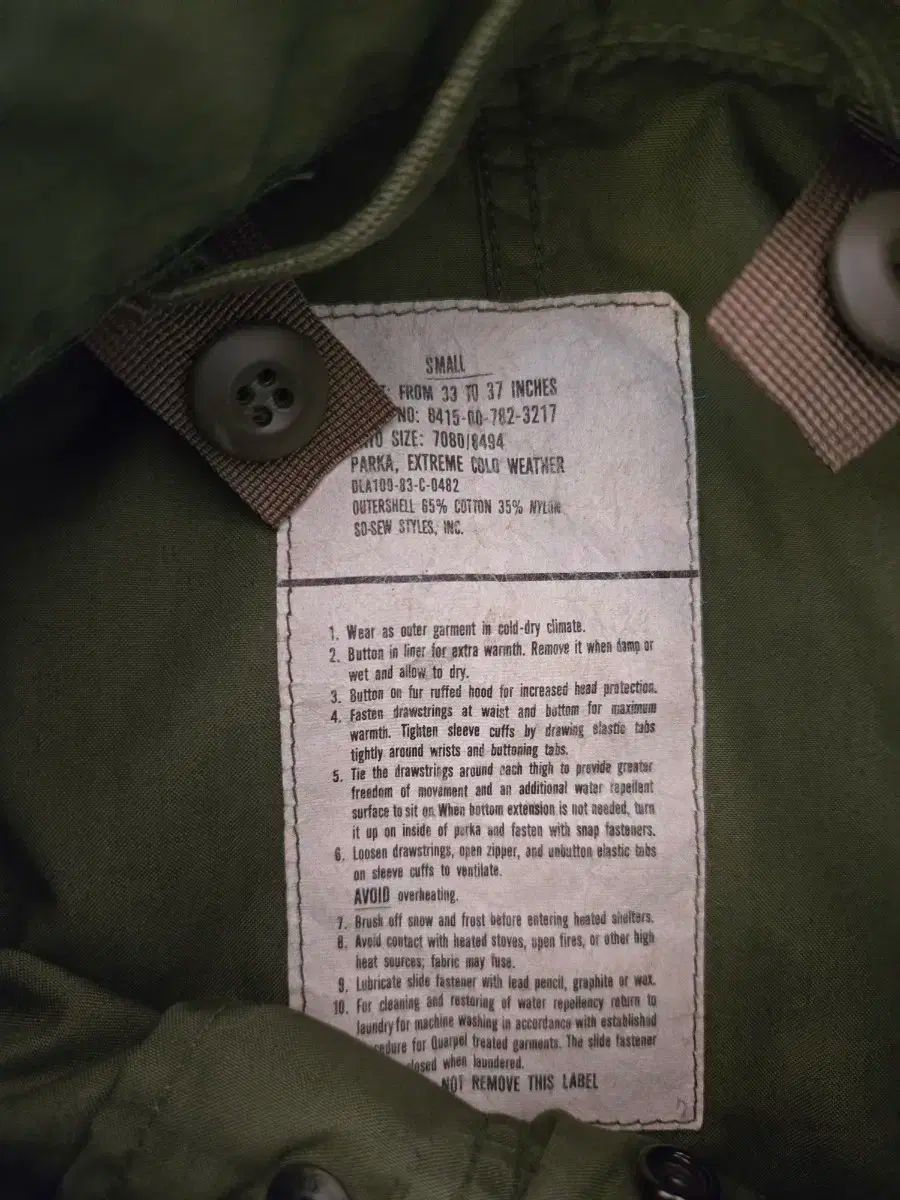 SMALL
FROM 33 TO 37 INCHES
NO: 8415-00-782-3217
SIZE: 7080/8494
PARKA, EXTREME COLD WEATHER
DLA100-83-C-0482
OUTERSHELL 65% COTTON 35% NYLON
SO-SEW STYLES, INC.
1. Wear as outer garment in cold-dry climate.
2. Button in liner for extra warmth. Remove it when damp or
wet and allow to dry.
3. Button on fur ruffed hood for increased head protection.
4. Fasten drawstrings at waist and bottom for maximum
warmth. Tighten sleeve cuffs by drawing elastic tabs
tightly around wrists and buttoning tabs.
5. Tie the drawstrings around each thigh to provide greater
freedom of movement and an additional water repellent
surface to sit on. When bottom extension is not needed, turn
it up on inside of parka and fasten with snap fasteners.
6. Loosen drawstrings, open zipper, and unbutton elastic tabs
on sleeve cuffs to ventilate.
AVOID overheating.
7. Brush off snow and frost before entering heated shelters.
8. Avoid contact with heated stoves, open fires, or other high
heat sources; fabric may fuse.
9. Lubricate slide fastener with lead pencil, graphite or wax.
10. For cleaning and restoring of water repellency return to
laundry for machine washing in accordance with established
cedure for Quarpel treated garments. The slide fastener
closed when laundered.
NOT REMOVE THIS LABEL